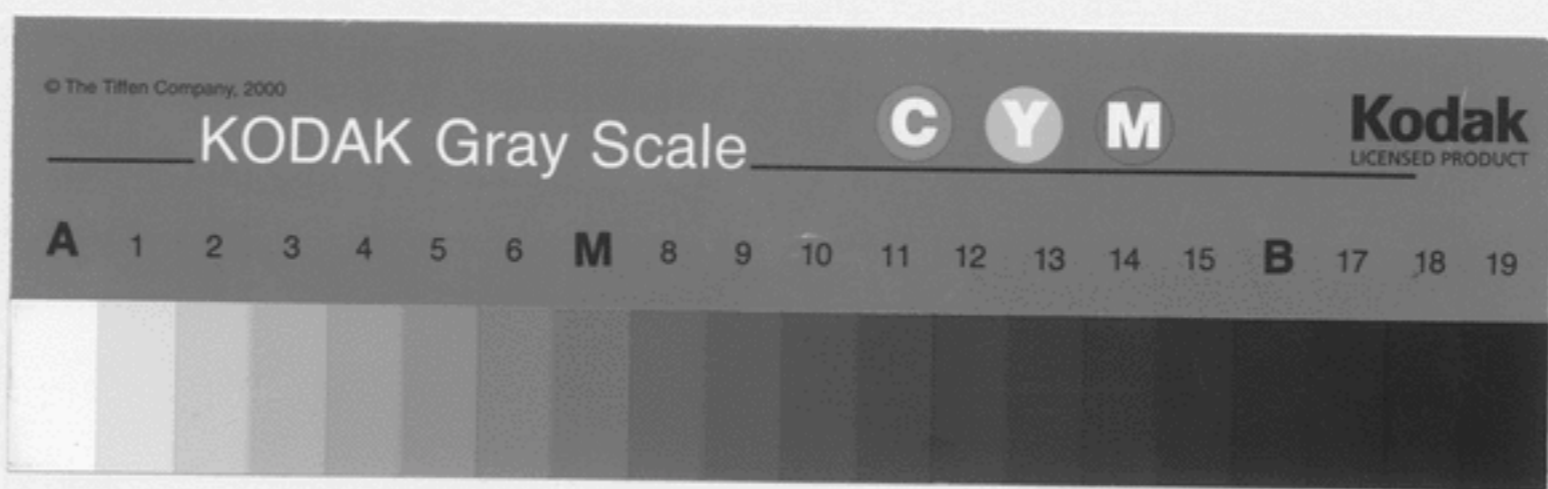 © The Tiffen Company, 2000
KODAK Gray Scale
C Y M
Kodak
LICENSED PRODUCT
A 1 2 3 4 5 6 M 8 9 10 11 12 13 14 15 B 17 18 19